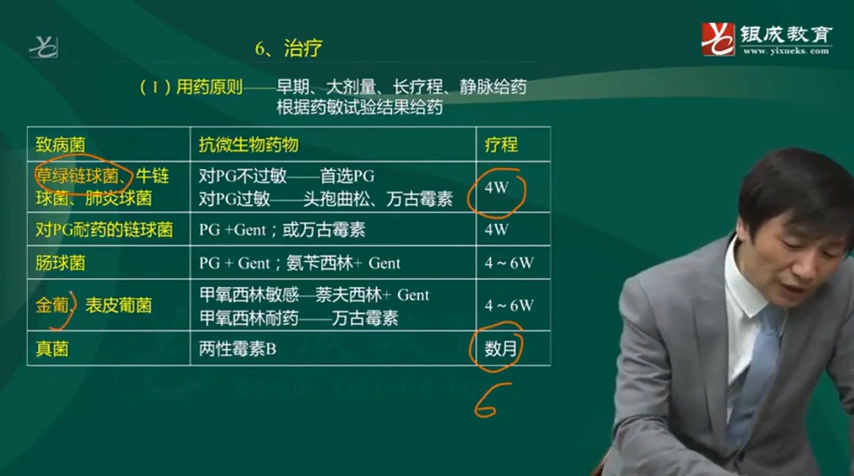 银成教育
www.yixueks.com
6、治疗
（1）用药原则——早期、大剂量、长疗程、静脉给药
根据药敏试验结果给药
致病菌 抗微生物药物 疗程
草绿链球菌、牛链 对PG不过敏——首选PG 4W
球菌、肺炎球菌 对PG过敏——头孢曲松、万古霉素
对PG耐药的链球菌 PG +Gent；或万古霉素 4W
肠球菌 PG + Gent；氨苄西林+ Gent 4～6W
金葡、表皮葡菌 甲氧西林敏感——萘夫西林+ Gent 4～6W
甲氧西林耐药——万古霉素
真菌 两性霉素B 数月
6